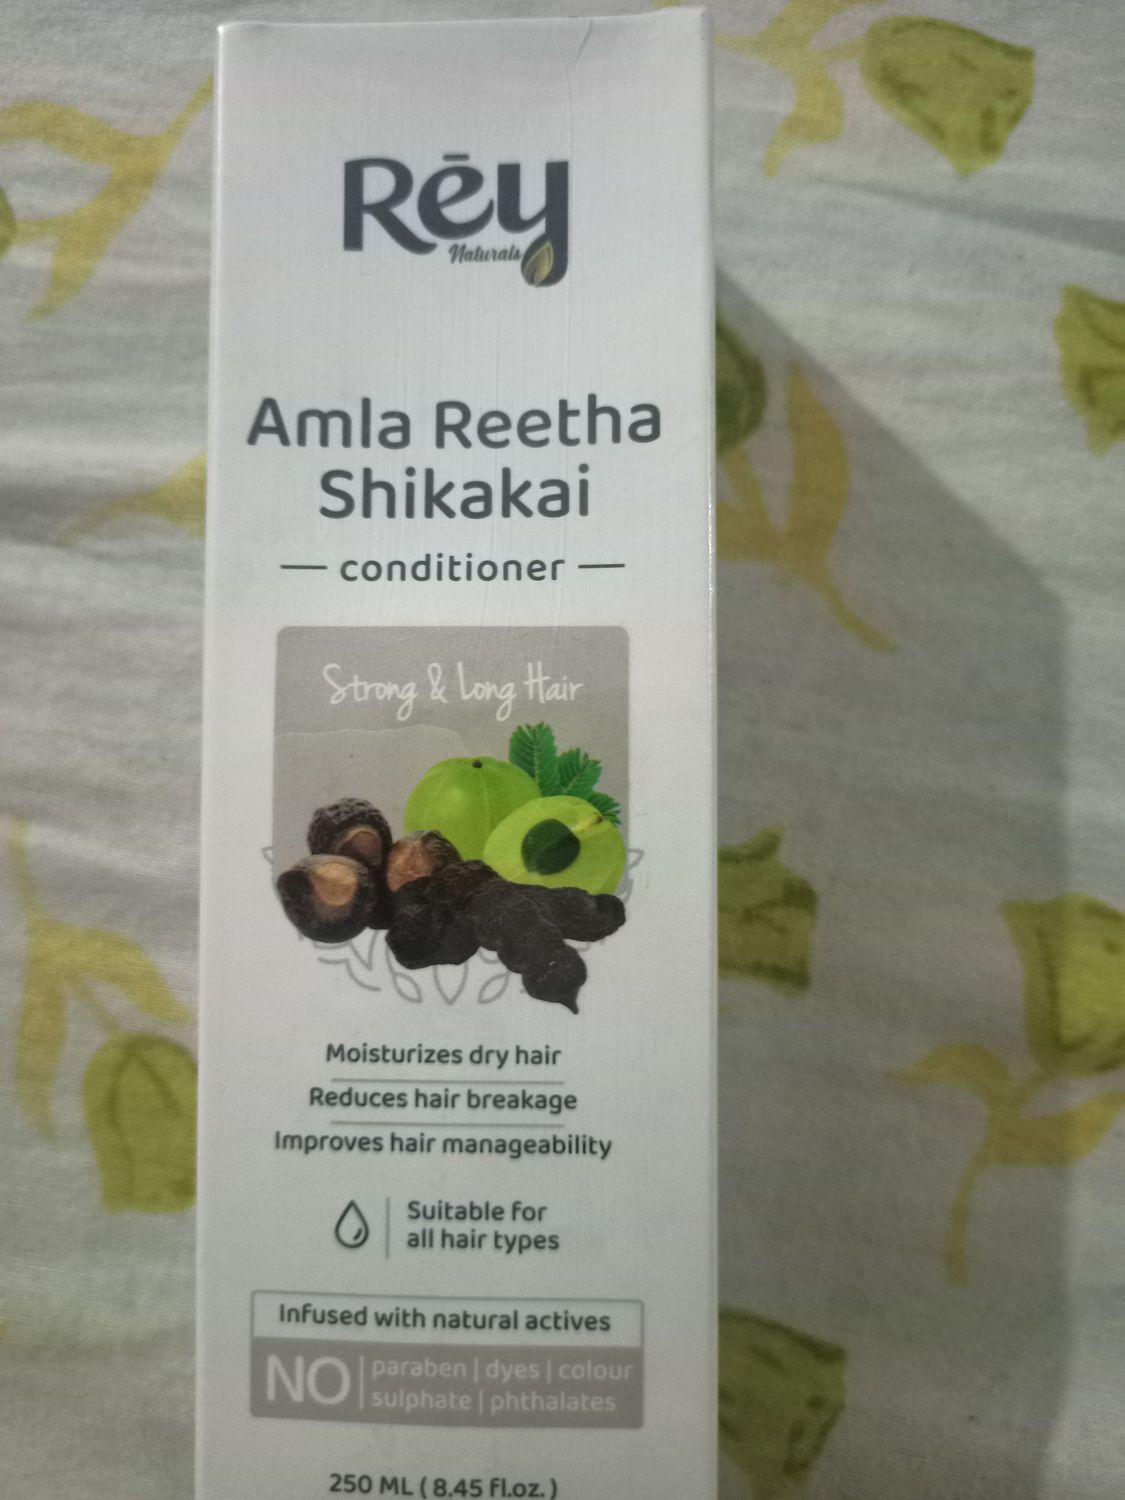 Rēy
Naturals
Amla Reetha
Shikakai
conditioner
Strong & Long Hair
Moisturizes dry hair
Reduces hair breakage
Improves hair manageability
Suitable for
all hair types
Infused with natural actives
NO paraben | dyes | colour
sulphate | phthalates
250 ML ( 8.45 fl.oz. )